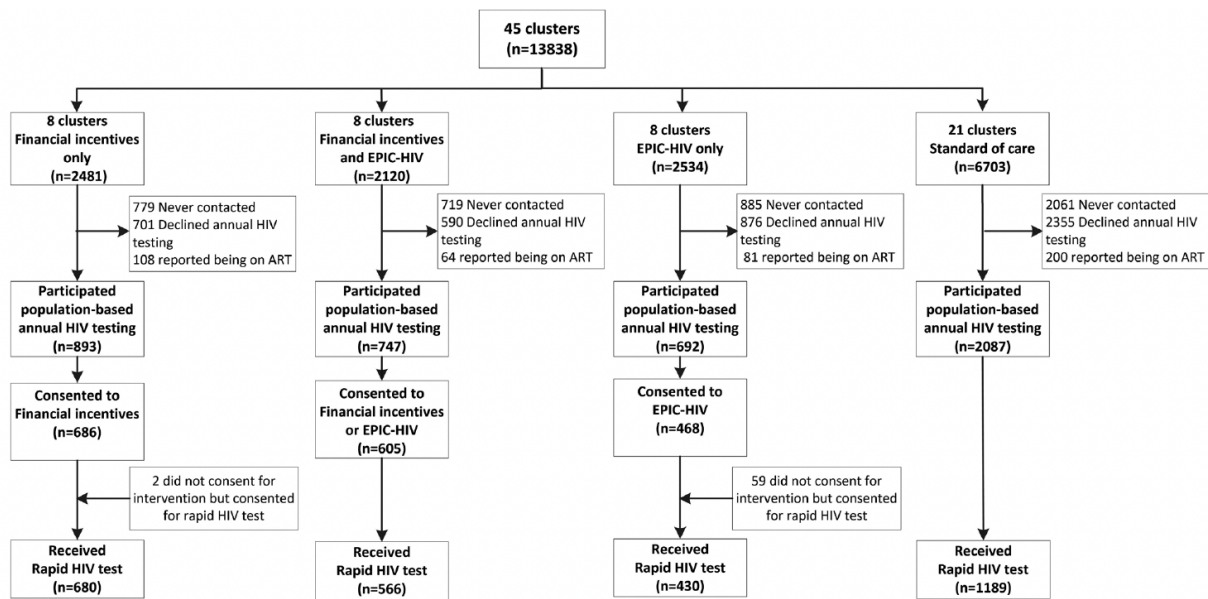 45 clusters
(n=13838)
8 clusters
Financial incentives
only
(n=2481)
8 clusters
Financial incentives
and EPIC-HIV
(n=2120)
8 clusters
EPIC-HIV only
(n=2534)
21 clusters
Standard of care
(n=6703)
779 Never contacted
701 Declined annual HIV
testing
108 reported being on ART
719 Never contacted
590 Declined annual HIV
testing
64 reported being on ART
885 Never contacted
876 Declined annual HIV
testing
81 reported being on ART
2061 Never contacted
2355 Declined annual HIV
testing
200 reported being on ART
Participated
population-based
annual HIV testing
(n=893)
Participated
population-based
annual HIV testing
(n=747)
Participated
population-based
annual HIV testing
(n=692)
Participated
population-based
annual HIV testing
(n=2087)
Consented to
Financial incentives
(n=686)
Consented to
Financial incentives
or EPIC-HIV
(n=605)
Consented to
EPIC-HIV
(n=468)
2 did not consent for
intervention but consented
for rapid HIV test
59 did not consent for
intervention but consented
for rapid HIV test
Received
Rapid HIV test
(n=680)
Received
Rapid HIV test
(n=566)
Received
Rapid HIV test
(n=430)
Received
Rapid HIV test
(n=1189)